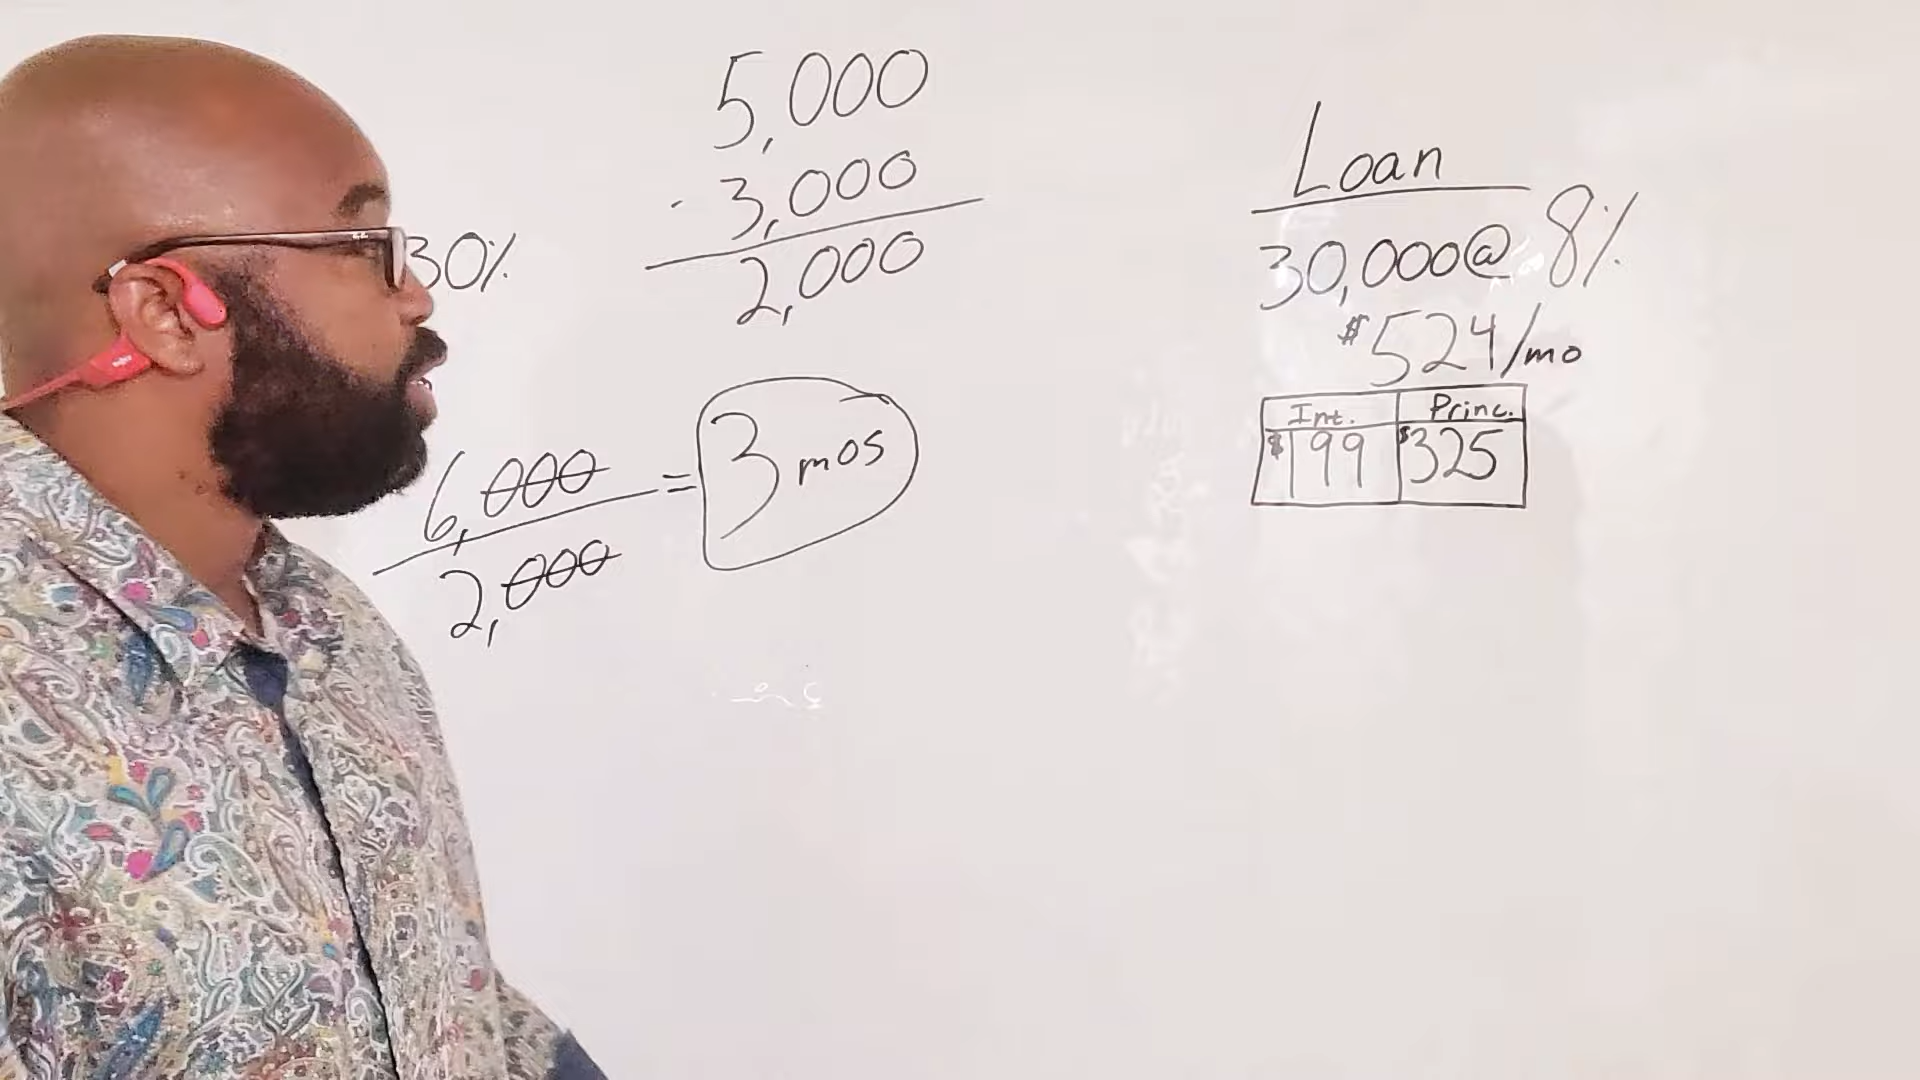 30%
5,000
- 3,000
2,000
6,000
2,000
= 3 mos
Loan
30,000@ 8%
$524/mo
Int. Princ.
$199 $325